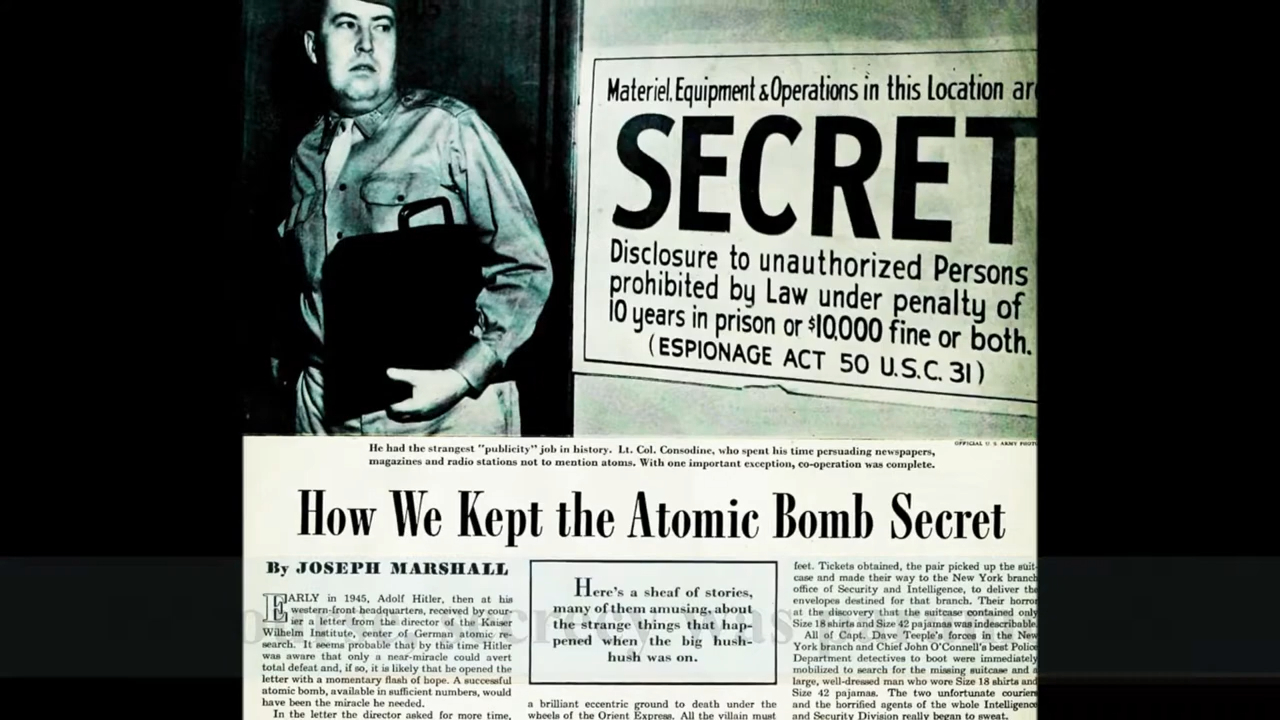 Materiel, Equipment & Operations in this Location are
SECRET
Disclosure to unauthorized Persons
prohibited by Law under penalty of
10 years in prison or $10,000 fine or both.
(ESPIONAGE ACT 50 U.S.C. 31)
OFFICIAL U. S. ARMY PHOTO
He had the strangest "publicity" job in history. Lt. Col. Consodine, who spent his time persuading newspapers,
magazines and radio stations not to mention atoms. With one important exception, co-operation was complete.
How We Kept the Atomic Bomb Secret
By JOSEPH MARSHALL
EARLY in 1945, Adolf Hitler, then at his
western-front headquarters, received by cour-
ier a letter from the director of the Kaiser
Wilhelm Institute, center of German atomic re-
search. It seems probable that by this time Hitler
was aware that only a near-miracle could avert
total defeat and, if so, it is likely that he opened the
letter with a momentary flash of hope. A successful
atomic bomb, available in sufficient numbers, would
have been the miracle he needed.
In the letter the director asked for more time,
Here's a sheaf of stories,
many of them amusing, about
the strange things that hap-
pened when the big hush-
hush was on.
a brilliant eccentric ground to death under the
wheels of the Orient Express. All the villain must
feet. Tickets obtained, the pair picked up the suit-
case and made their way to the New York branch
office of Security and Intelligence, to deliver the
envelopes destined for that branch. Their horror
at the discovery that the suitcase contained only
Size 18 shirts and Size 42 pajamas was indescribable.
All of Capt. Dave Teeple's forces in the New
York branch and Chief John O'Connell's best Police
Department detectives to boot were immediately
mobilized to search for the missing suitcase and a
large, well-dressed man who wore Size 18 shirts and
Size 42 pajamas. The two unfortunate couriers
and the horrified agents of the whole Intelligence
and Security Division really began to sweat.